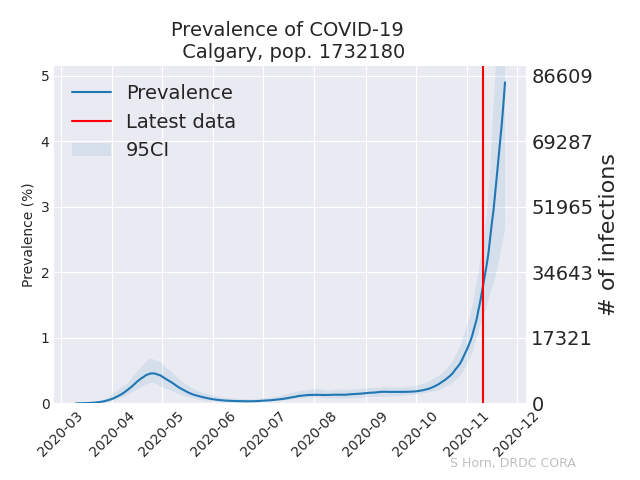 Prevalence of COVID-19
Calgary, pop. 1732180
Prevalence
Latest data
95CI
Prevalence (%)
5
4
3
2
1
0
86609
69287
51965
34643
17321
0
# of infections
2020-03
2020-04
2020-05
2020-06
2020-07
2020-08
2020-09
2020-10
2020-11
2020-12
S Horn, DRDC CORA